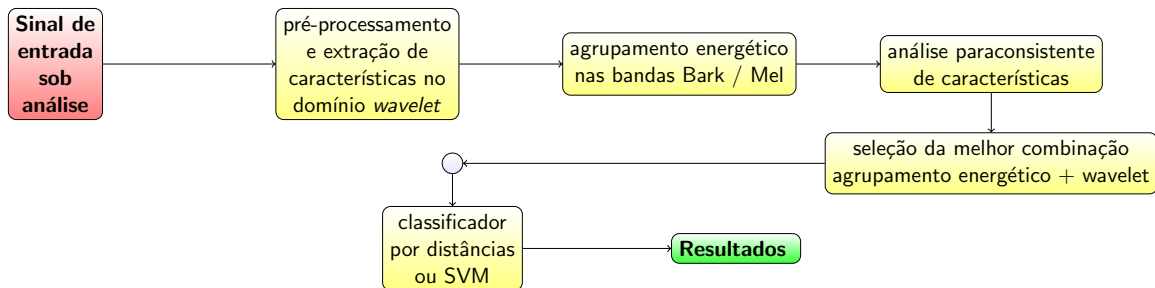 Sinal de
entrada
sob
análise
pré-processamento
e extração de
características no
domínio wavelet
agrupamento energético
nas bandas Bark / Mel
análise paraconsistente
de características
seleção da melhor combinação
agrupamento energético + wavelet
classificador
por distâncias
ou SVM
Resultados